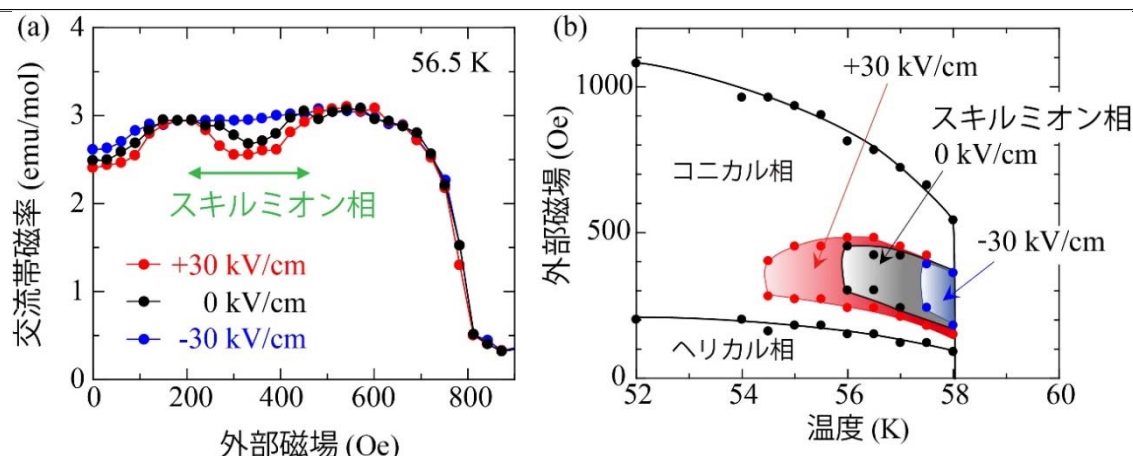 (a)
4
3
2
1
0
交流帯磁率 (emu/mol)
56.5 K
スキルミオン相
+30 kV/cm
0 kV/cm
-30 kV/cm
0 200 400 600 800
外部磁場 (Oe)
(b)
1000
500
0
外部磁場 (Oe)
+30 kV/cm
スキルミオン相
0 kV/cm
コニカル相
-30 kV/cm
ヘリカル相
52 54 56 58 60
温度 (K)